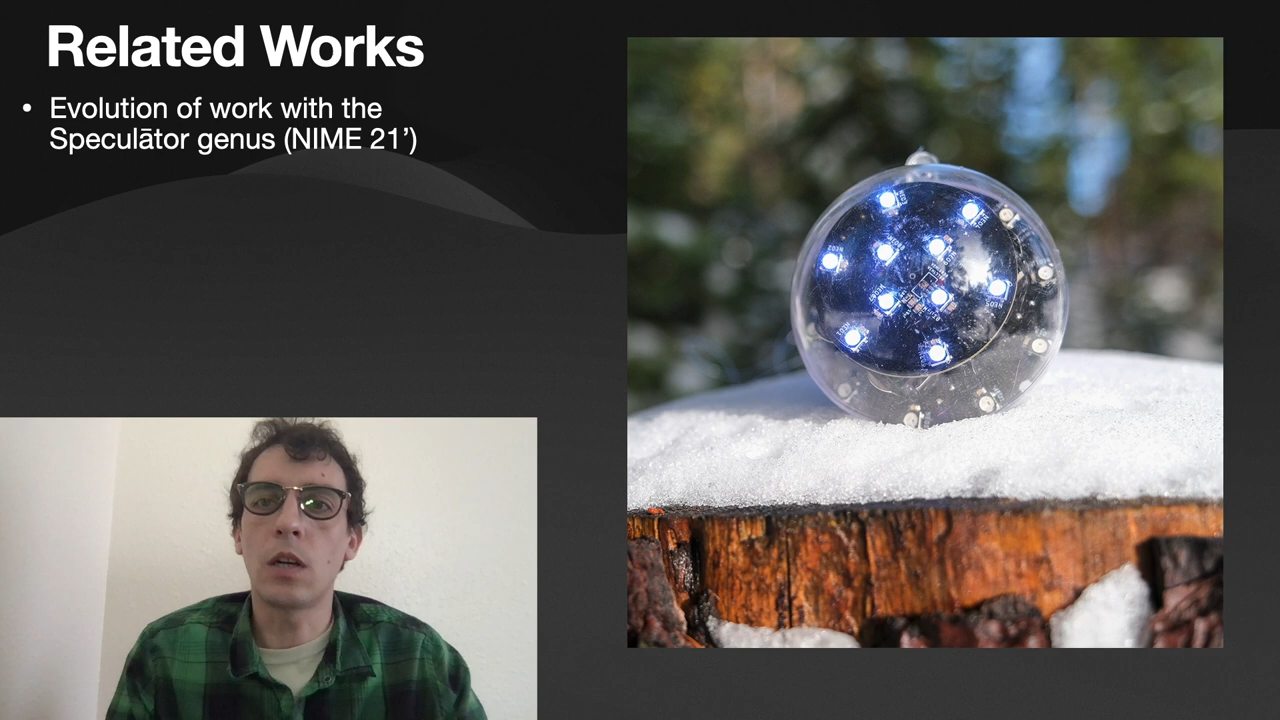 Related Works
• Evolution of work with the
Speculātor genus (NIME 21’)